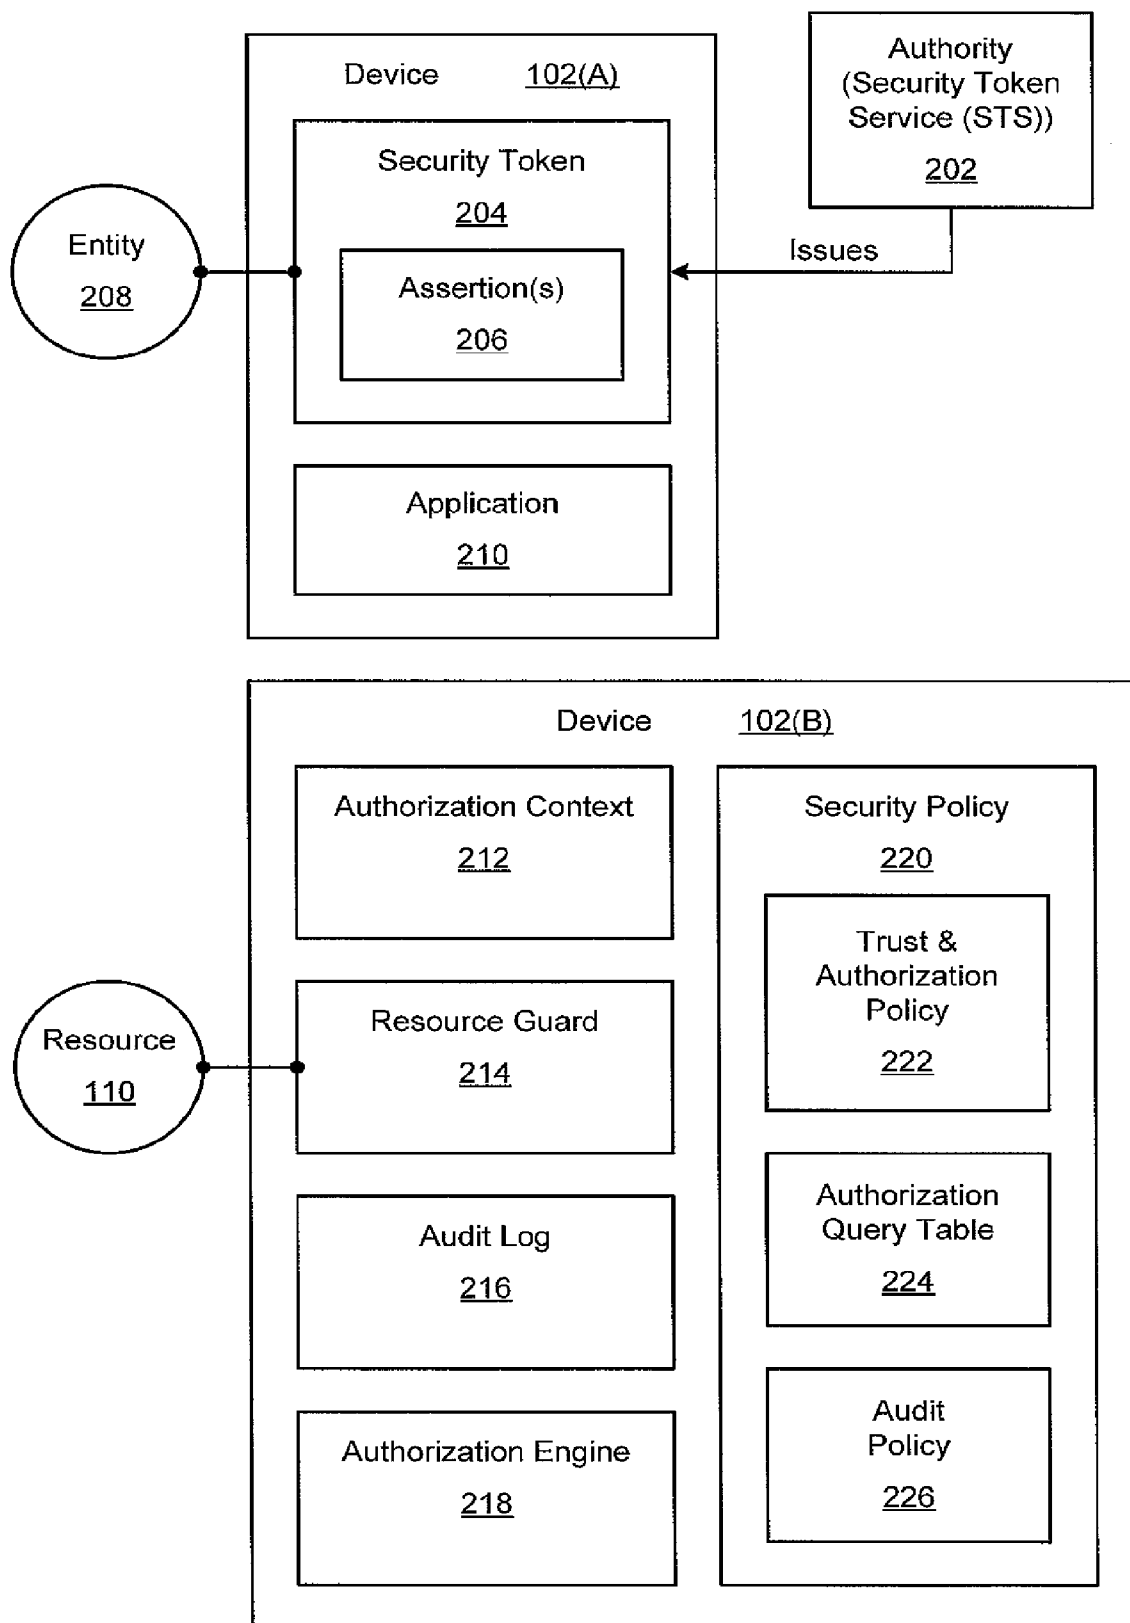 Device 102(A)
Authority
(Security Token
Service (STS))
202
Security Token
204
Entity
208
Issues
Assertion(s)
206
Application
210
Device 102(B)
Authorization Context
212
Security Policy
220
Trust &
Authorization
Policy
222
Resource
110
Resource Guard
214
Audit Log
216
Authorization
Query Table
224
Authorization Engine
218
Audit
Policy
226